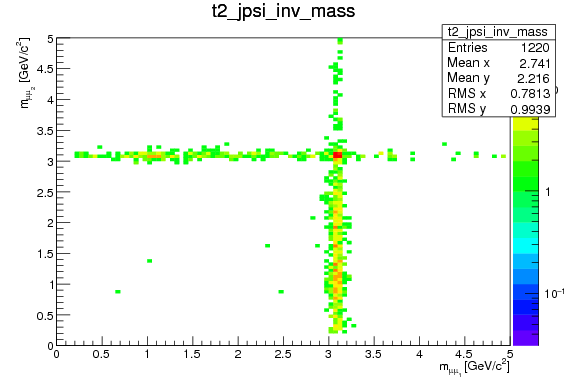 t2_jpsi_inv_mass
t2_jpsi_inv_mass
Entries 1220
Mean x 2.741
Mean y 2.216
RMS x 0.7813
RMS y 0.9939
m_{μμ_2} [GeV/c²]
5
4.5
4
3.5
3
2.5
2
1.5
1
0.5
0
0 0.5 1 1.5 2 2.5 3 3.5 4 4.5 5
m_{μμ_1} [GeV/c²]
1
10⁻¹